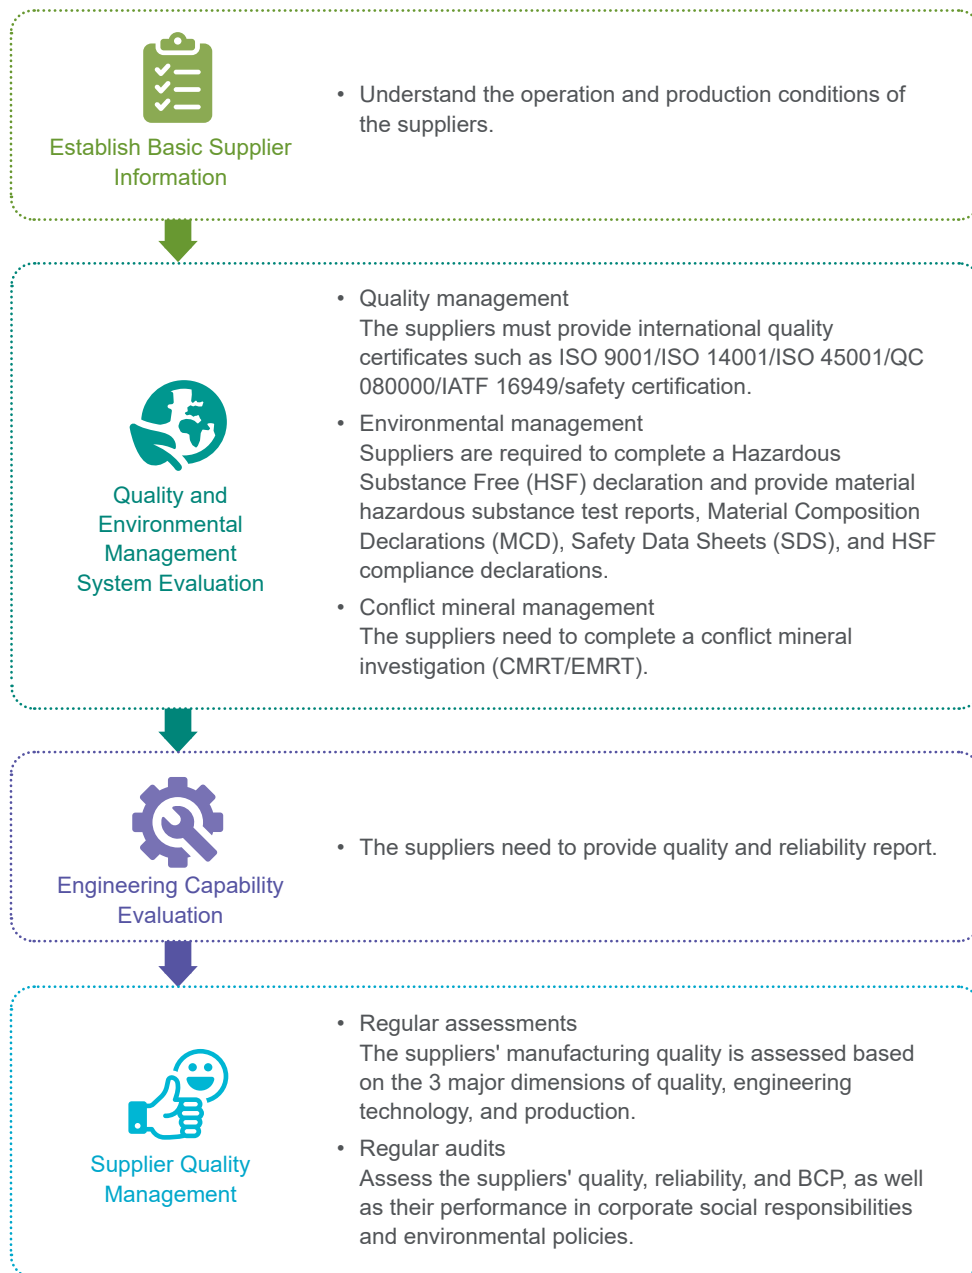 Establish Basic Supplier
Information
• Understand the operation and production conditions of
the suppliers.
Quality and
Environmental
Management
System Evaluation
• Quality management
The suppliers must provide international quality
certificates such as ISO 9001/ISO 14001/ISO 45001/QC
080000/IATF 16949/safety certification.
• Environmental management
Suppliers are required to complete a Hazardous
Substance Free (HSF) declaration and provide material
hazardous substance test reports, Material Composition
Declarations (MCD), Safety Data Sheets (SDS), and HSF
compliance declarations.
• Conflict mineral management
The suppliers need to complete a conflict mineral
investigation (CMRT/EMRT).
Engineering Capability
Evaluation
• The suppliers need to provide quality and reliability report.
Supplier Quality
Management
• Regular assessments
The suppliers' manufacturing quality is assessed based
on the 3 major dimensions of quality, engineering
technology, and production.
• Regular audits
Assess the suppliers' quality, reliability, and BCP, as well
as their performance in corporate social responsibilities
and environmental policies.